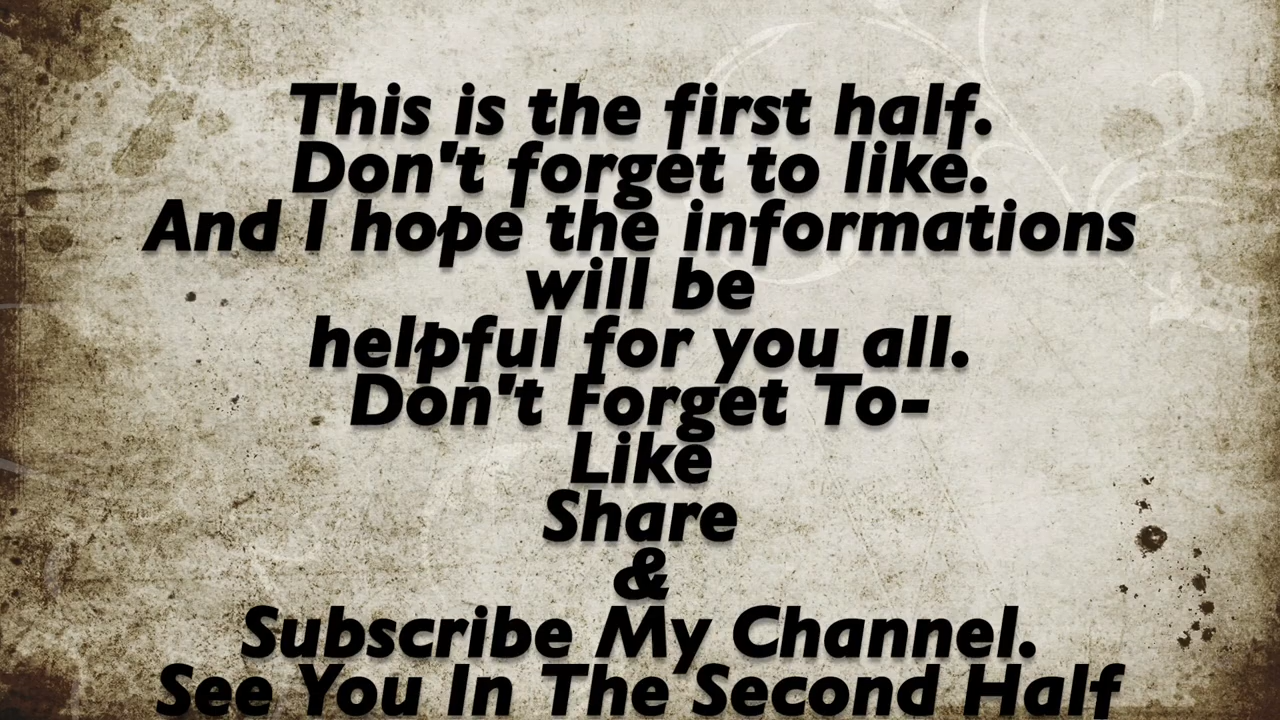 This is the first half.
Don't forget to like.
And I hope the informations
will be
helpful for you all.
Don't Forget To-
Like
Share
&
Subscribe My Channel.
See You In The Second Half